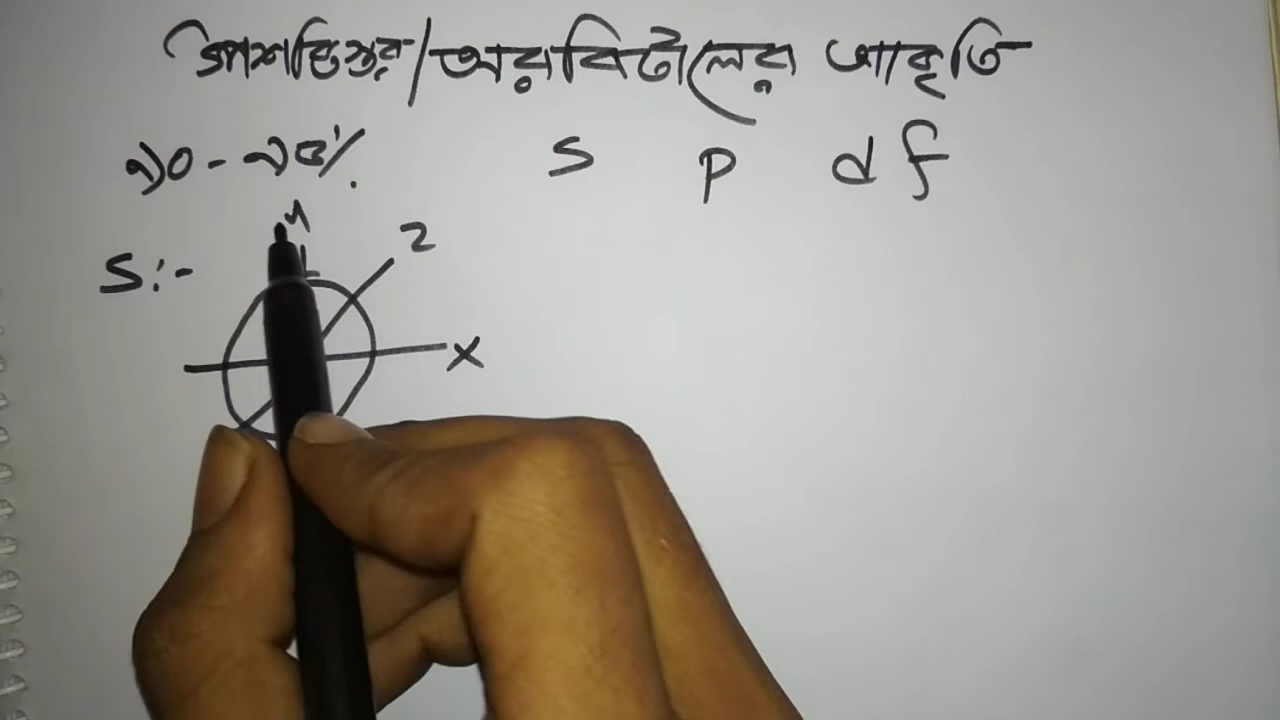 উপশক্তিস্তর/অরবিটালের আকৃতি
৯০-৯৫% s p d f
S:-
y
z
x